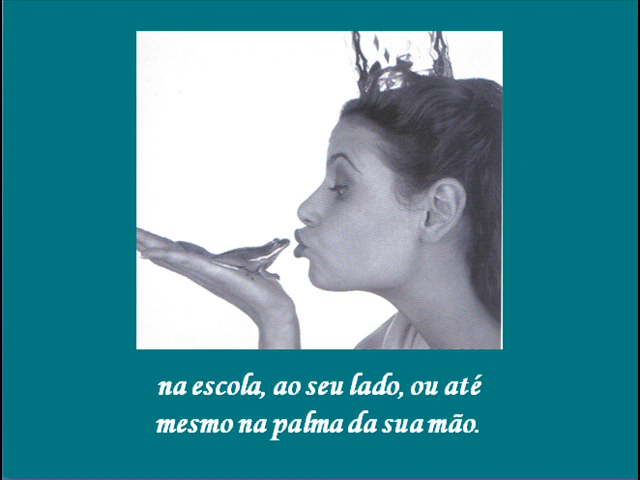 na escola, ao seu lado, ou até
mesmo na palma da sua mão.